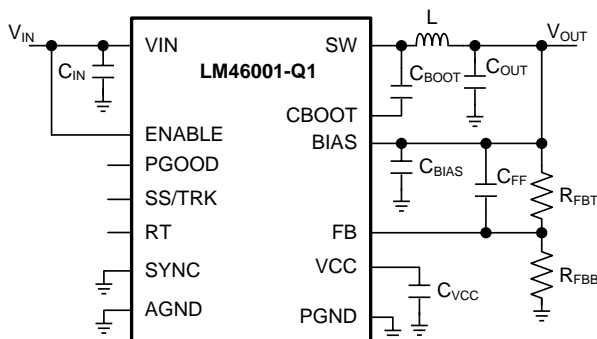 VIN
VIN
SW
L
VOUT
CIN
LM46001-Q1
CBOOT
COUT
CBOOT
ENABLE
BIAS
PGOOD
CBIAS
CFF
RFBT
SS/TRK
RT
FB
SYNC
VCC
RFBB
CVCC
AGND
PGND